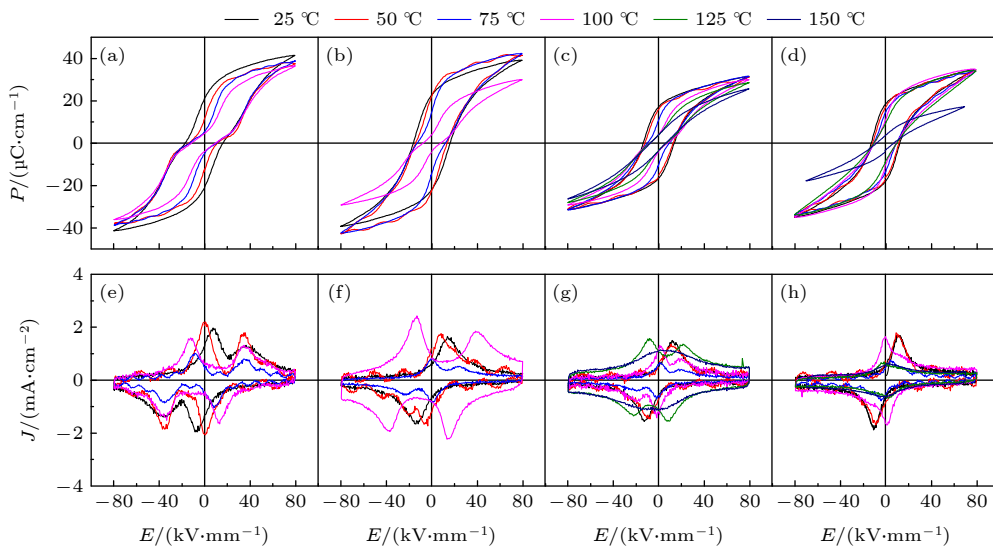 25 ℃ 50 ℃ 75 ℃ 100 ℃ 125 ℃ 150 ℃
(a) (b) (c) (d)
40
20
0
−20
−40
P/(µC·cm⁻¹)
(e) (f) (g) (h)
4
2
0
−2
−4
J/(mA·cm⁻²)
−80 −40 0 40 80 −40 0 40 80 −80 −40 0 40 80 −80 −40 0 40 80
E/(kV·mm⁻¹) E/(kV·mm⁻¹) E/(kV·mm⁻¹) E/(kV·mm⁻¹)